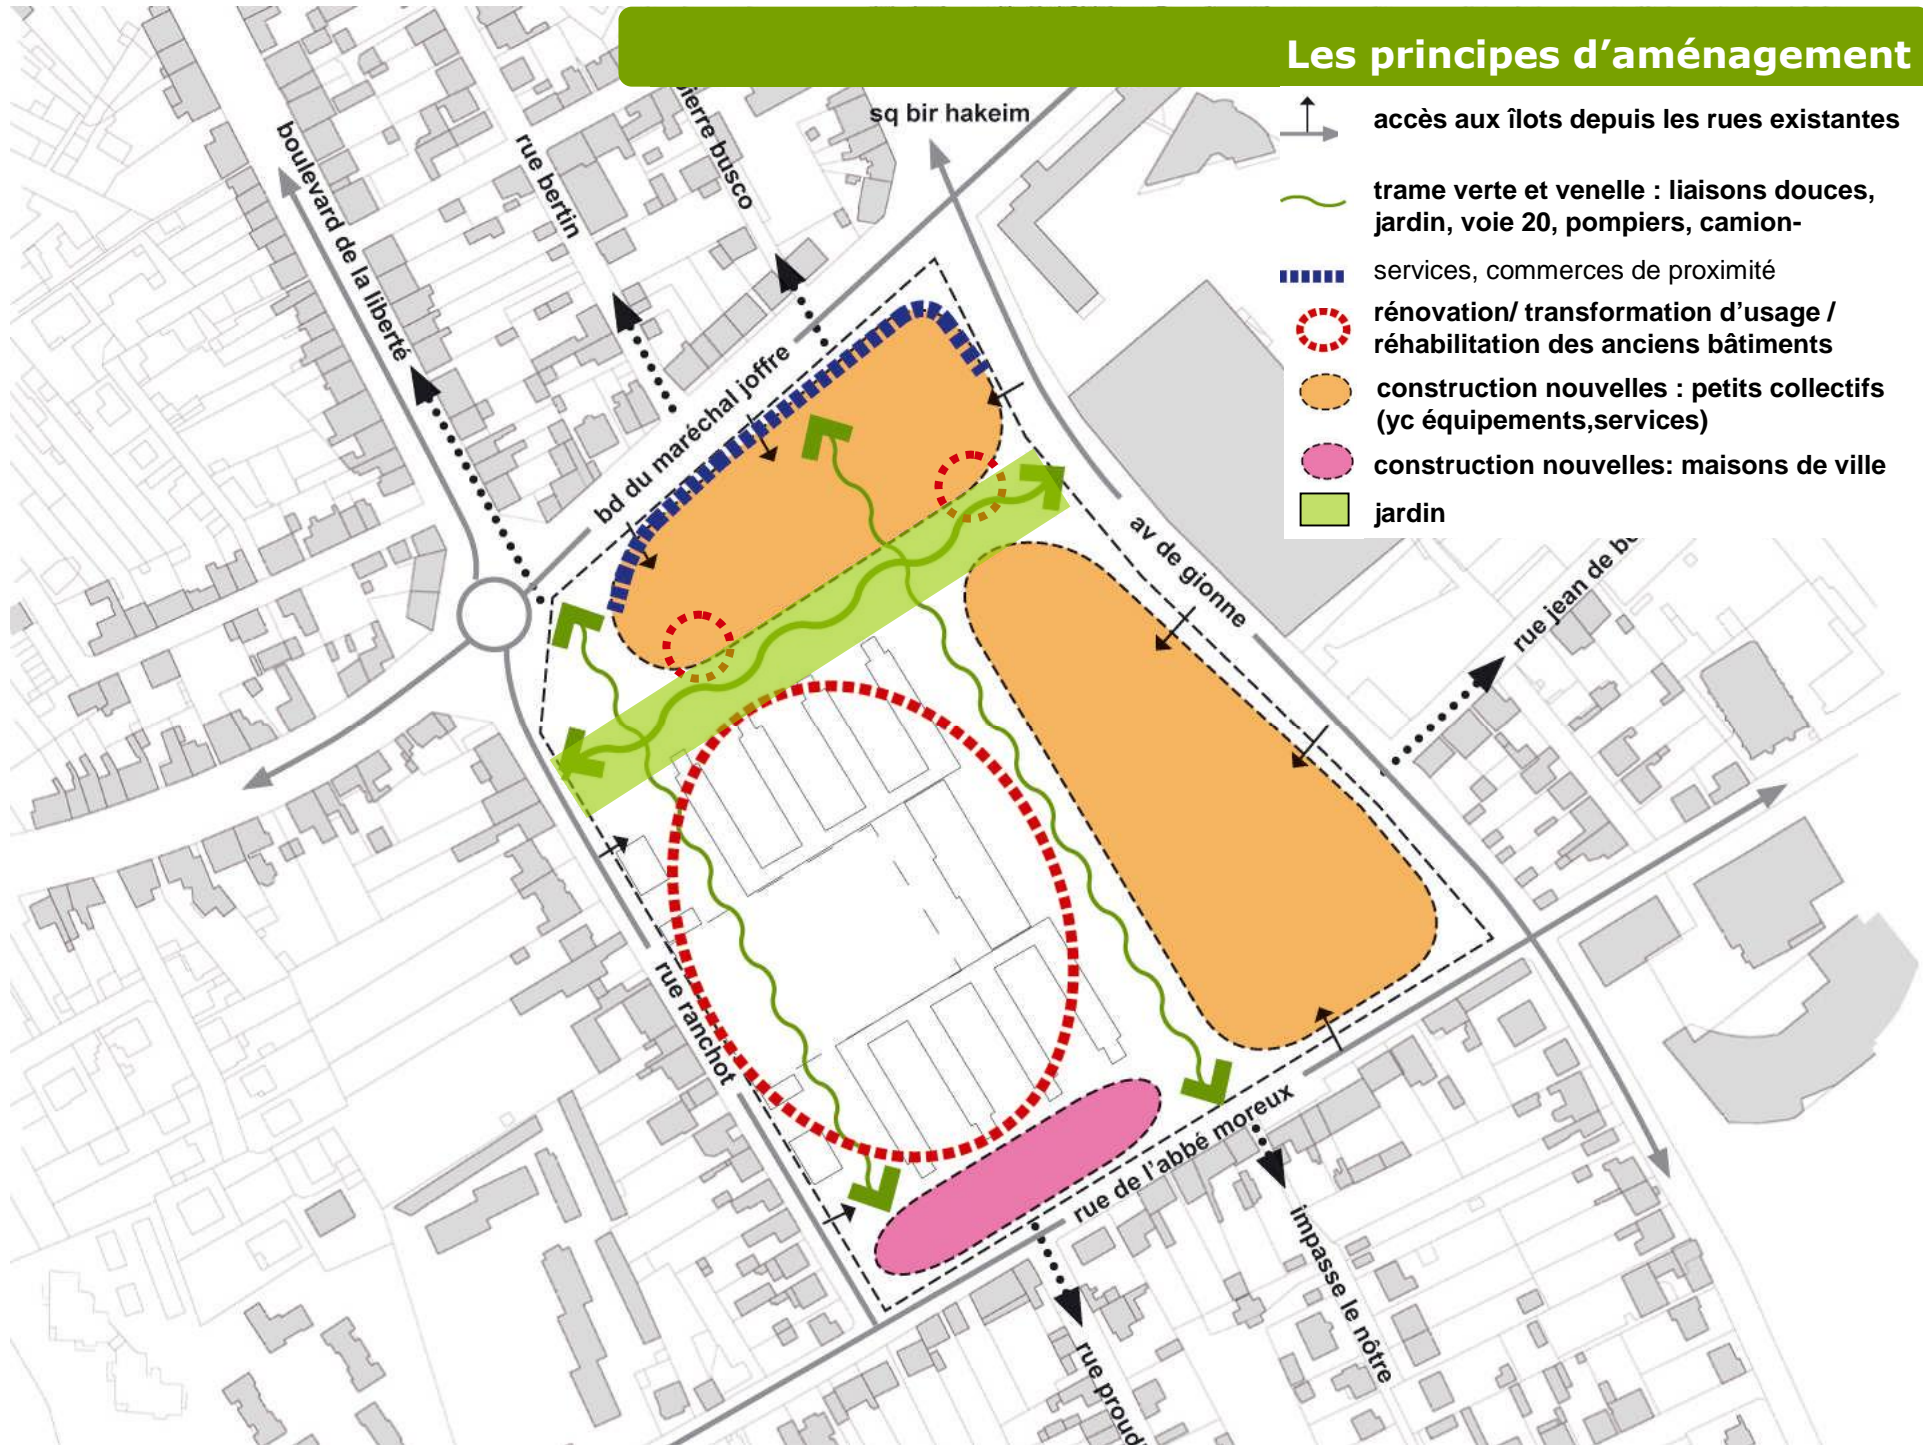 Les principes d’aménagement
accès aux îlots depuis les rues existantes
trame verte et venelle : liaisons douces,
jardin, voie 20, pompiers, camion-
services, commerces de proximité
rénovation/ transformation d’usage /
réhabilitation des anciens bâtiments
construction nouvelles : petits collectifs
(yc équipements,services)
construction nouvelles: maisons de ville
jardin
sq bir hakeim
boulevard de la liberté
rue bertin
busco
bd du maréchal joffre
av de gionne
rue jean de
rue ranchot
rue de l’abbé moreux
impasse le nôtre
rue